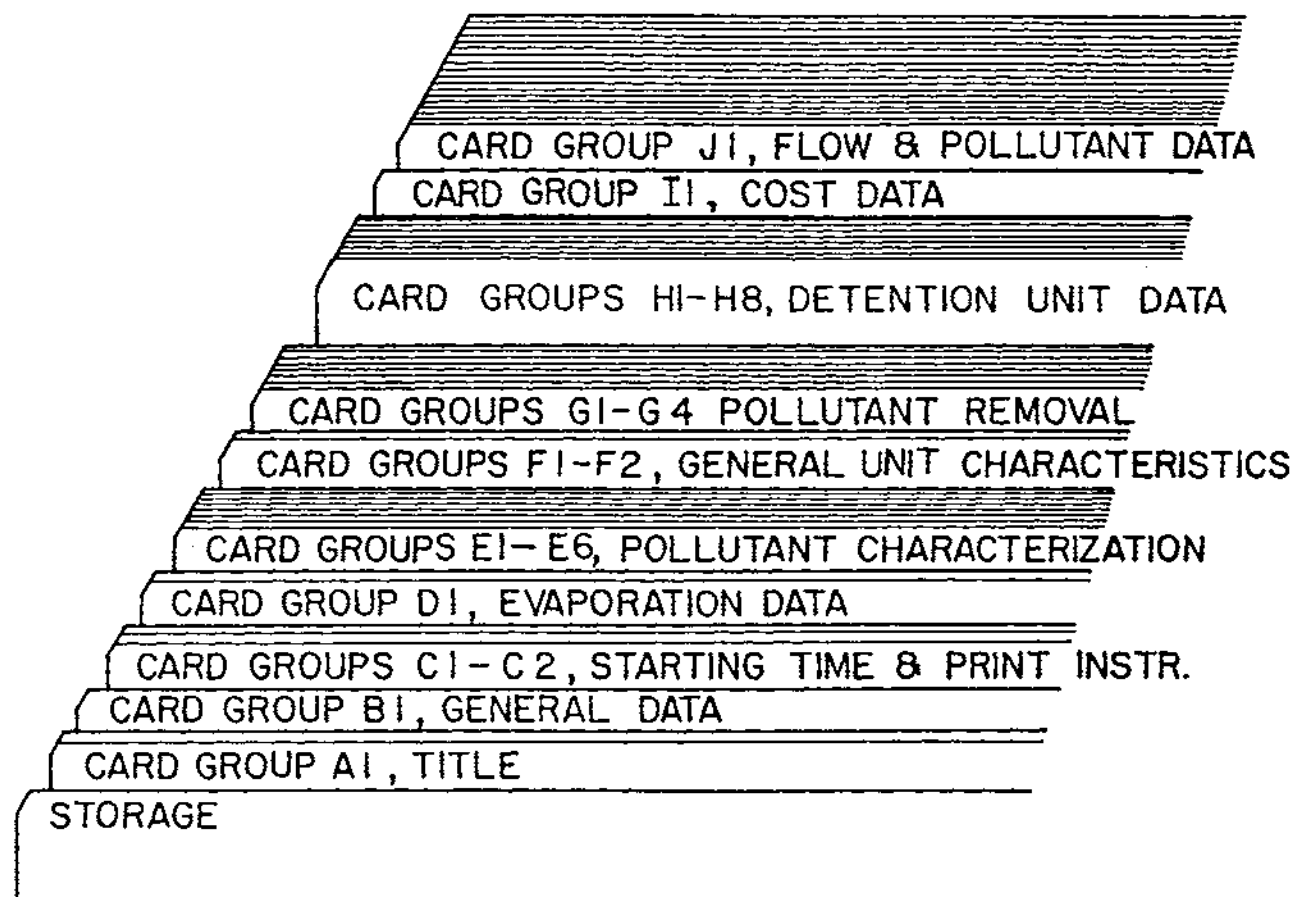 CARD GROUP J1, FLOW & POLLUTANT DATA
CARD GROUP I1, COST DATA
CARD GROUPS H1-H8, DETENTION UNIT DATA
CARD GROUPS G1-G4 POLLUTANT REMOVAL
CARD GROUPS F1-F2, GENERAL UNIT CHARACTERISTICS
CARD GROUPS E1-E6, POLLUTANT CHARACTERIZATION
CARD GROUP D1, EVAPORATION DATA
CARD GROUPS C1-C2, STARTING TIME & PRINT INSTR.
CARD GROUP B1, GENERAL DATA
CARD GROUP A1, TITLE
STORAGE